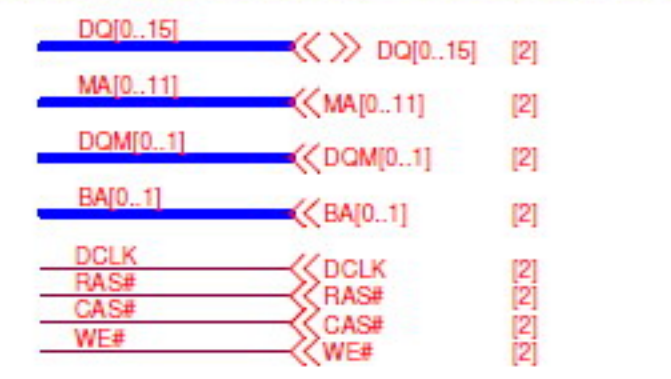 DQ[0..15] DQ[0..15] [2]
MA[0..11] MA[0..11] [2]
DQM[0..1] DQM[0..1] [2]
BA[0..1] BA[0..1] [2]
DCLK DCLK [2]
RAS# RAS# [2]
CAS# CAS# [2]
WE# WE# [2]